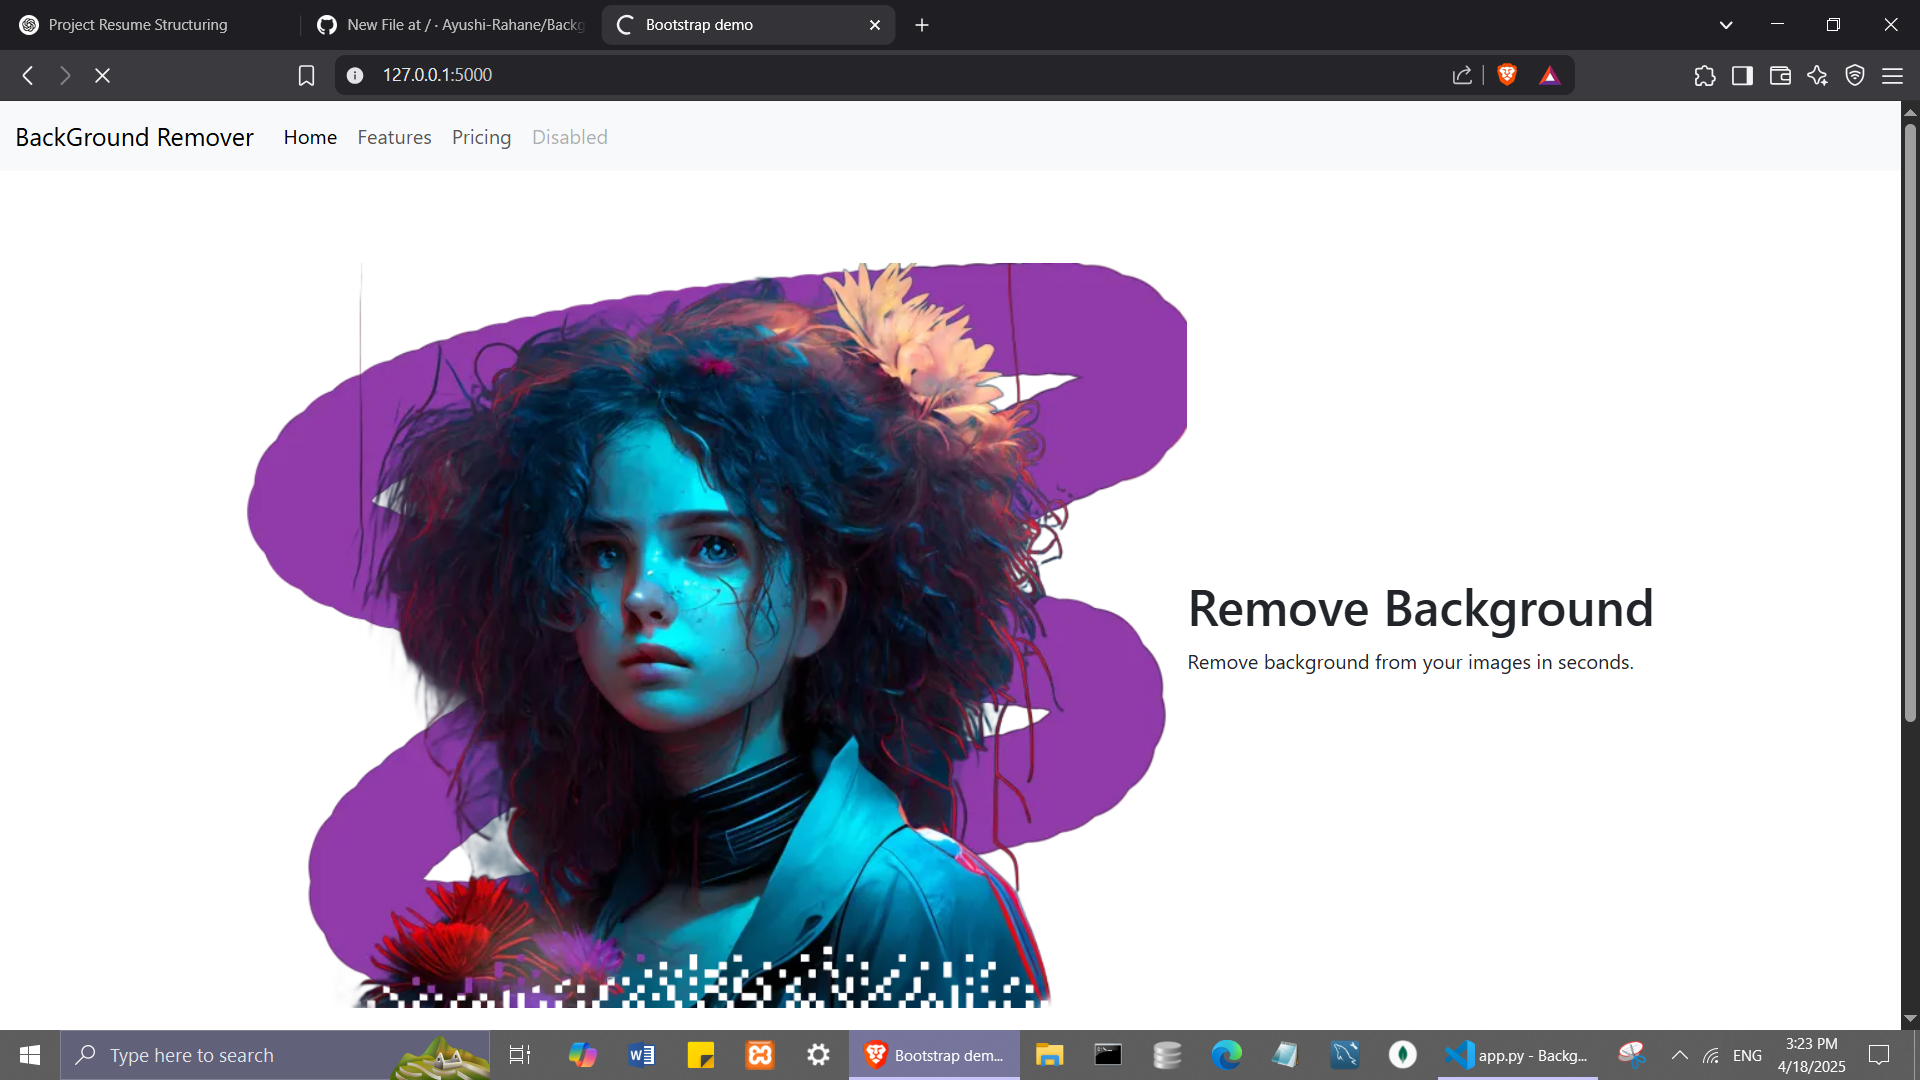 Project Resume Structuring
New File at / · Ayushi-Rahane/Backg
Bootstrap demo
127.0.0.1:5000
BackGround Remover Home Features Pricing Disabled
Remove Background
Remove background from your images in seconds.
Type here to search
Bootstrap dem...
app.py - Backg...
ENG
3:23 PM
4/18/2025